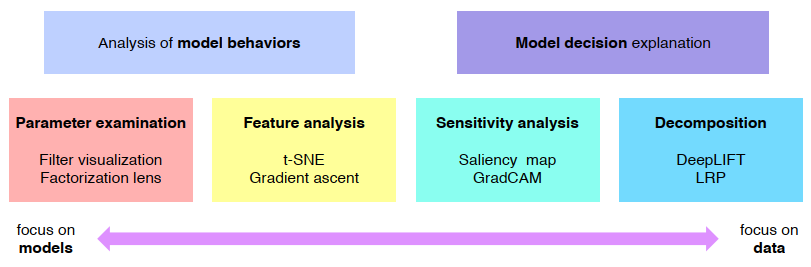 Analysis of model behaviors
Model decision explanation
Parameter examination
Filter visualization
Factorization lens
Feature analysis
t-SNE
Gradient ascent
Sensitivity analysis
Saliency map
GradCAM
Decomposition
DeepLIFT
LRP
focus on
models
focus on
data